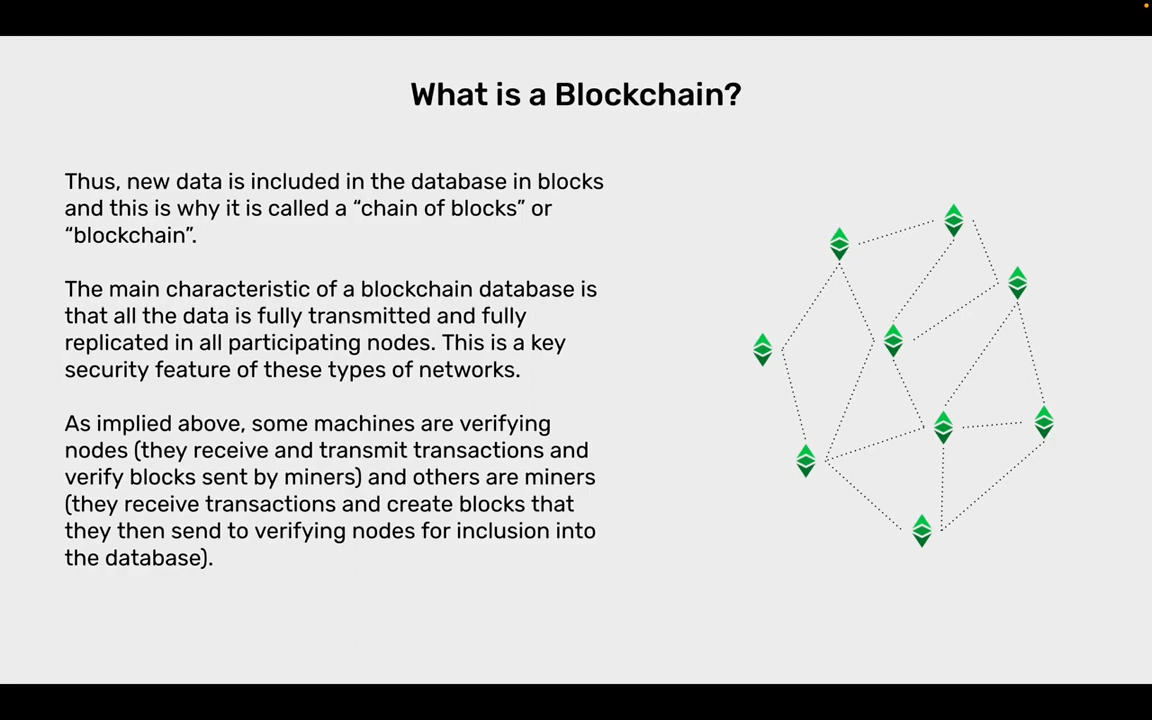 What is a Blockchain?
Thus, new data is included in the database in blocks
and this is why it is called a “chain of blocks” or
“blockchain”.
The main characteristic of a blockchain database is
that all the data is fully transmitted and fully
replicated in all participating nodes. This is a key
security feature of these types of networks.
As implied above, some machines are verifying
nodes (they receive and transmit transactions and
verify blocks sent by miners) and others are miners
(they receive transactions and create blocks that
they then send to verifying nodes for inclusion into
the database).